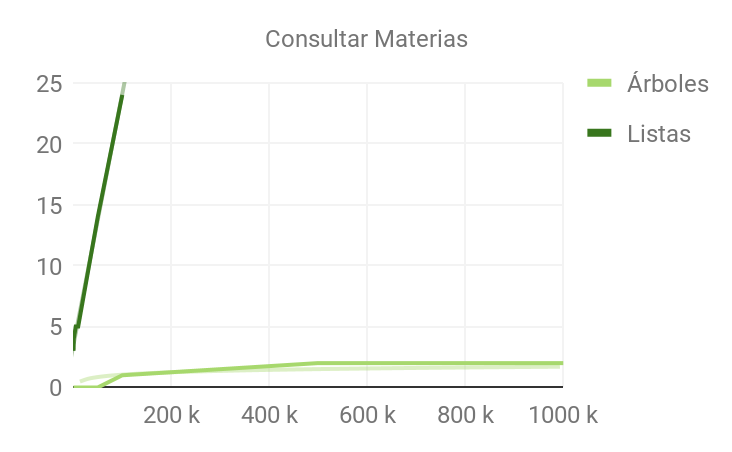 Consultar Materias
25
20
15
10
5
0
200 k
400 k
600 k
800 k
1000 k
Árboles
Listas